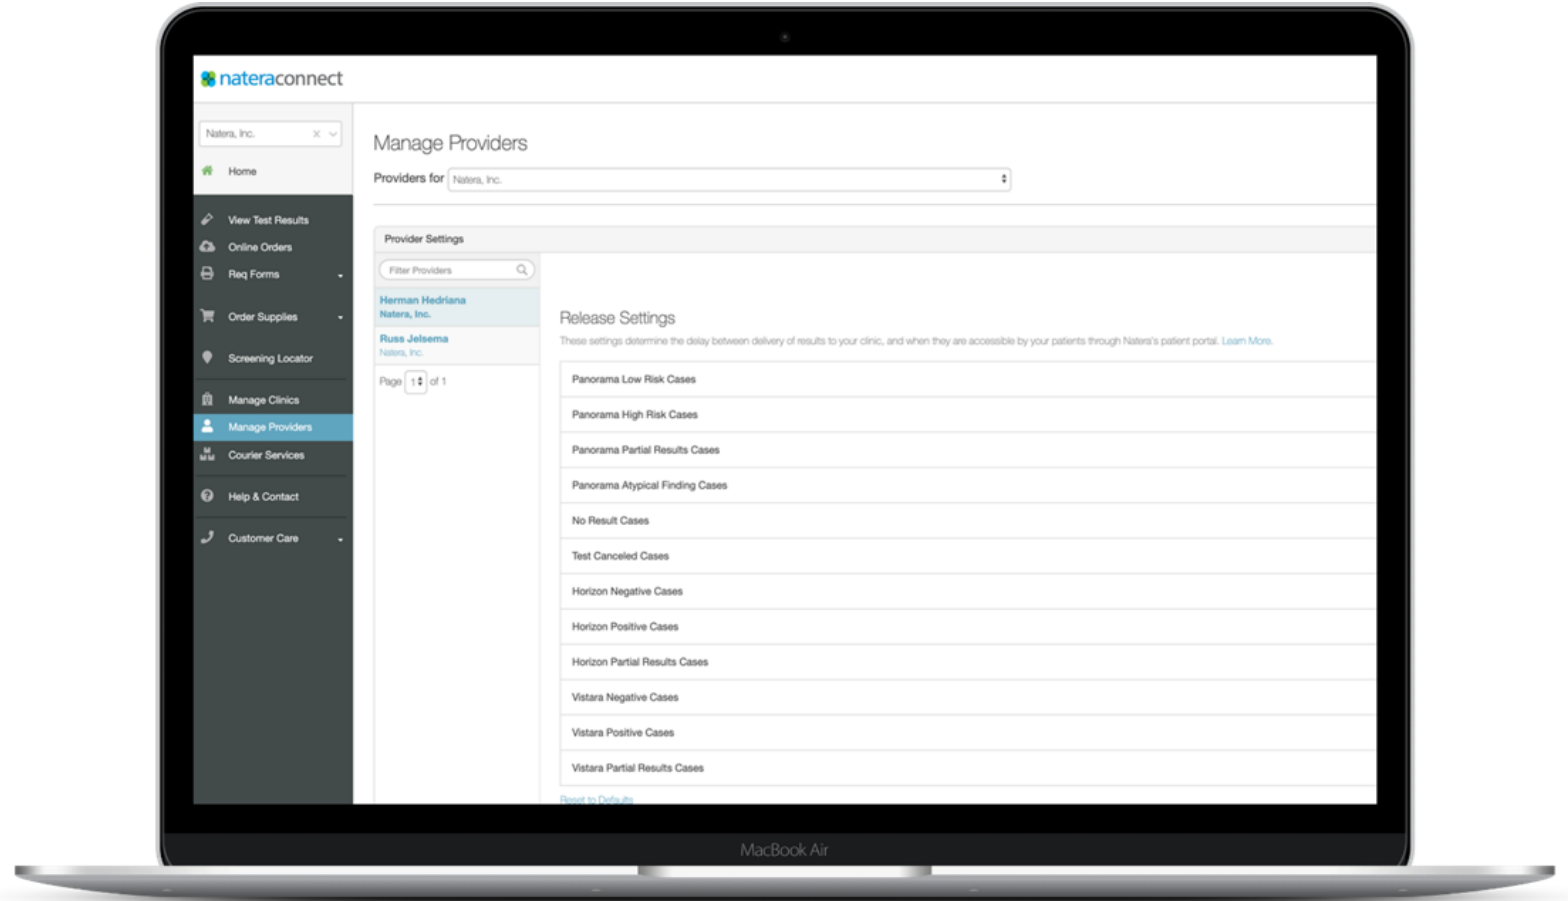 nateraconnect
Natera, Inc.
Home
View Test Results
Online Orders
Req Forms
Order Supplies
Screening Locator
Manage Clinics
Manage Providers
Courier Services
Help & Contact
Customer Care
Manage Providers
Providers for Natera, Inc.
Provider Settings
Filter Providers
Herman Hedriana
Natera, Inc.
Russ Jelsema
Natera, Inc.
Page 1 of 1
Release Settings
These settings determine the delay between delivery of results to your clinic, and when they are accessible by your patients through Natera's patient portal. Learn More.
Panorama Low Risk Cases
Panorama High Risk Cases
Panorama Partial Results Cases
Panorama Atypical Finding Cases
No Result Cases
Test Canceled Cases
Horizon Negative Cases
Horizon Positive Cases
Horizon Partial Results Cases
Vistara Negative Cases
Vistara Positive Cases
Vistara Partial Results Cases
Reset to Defaults
MacBook Air